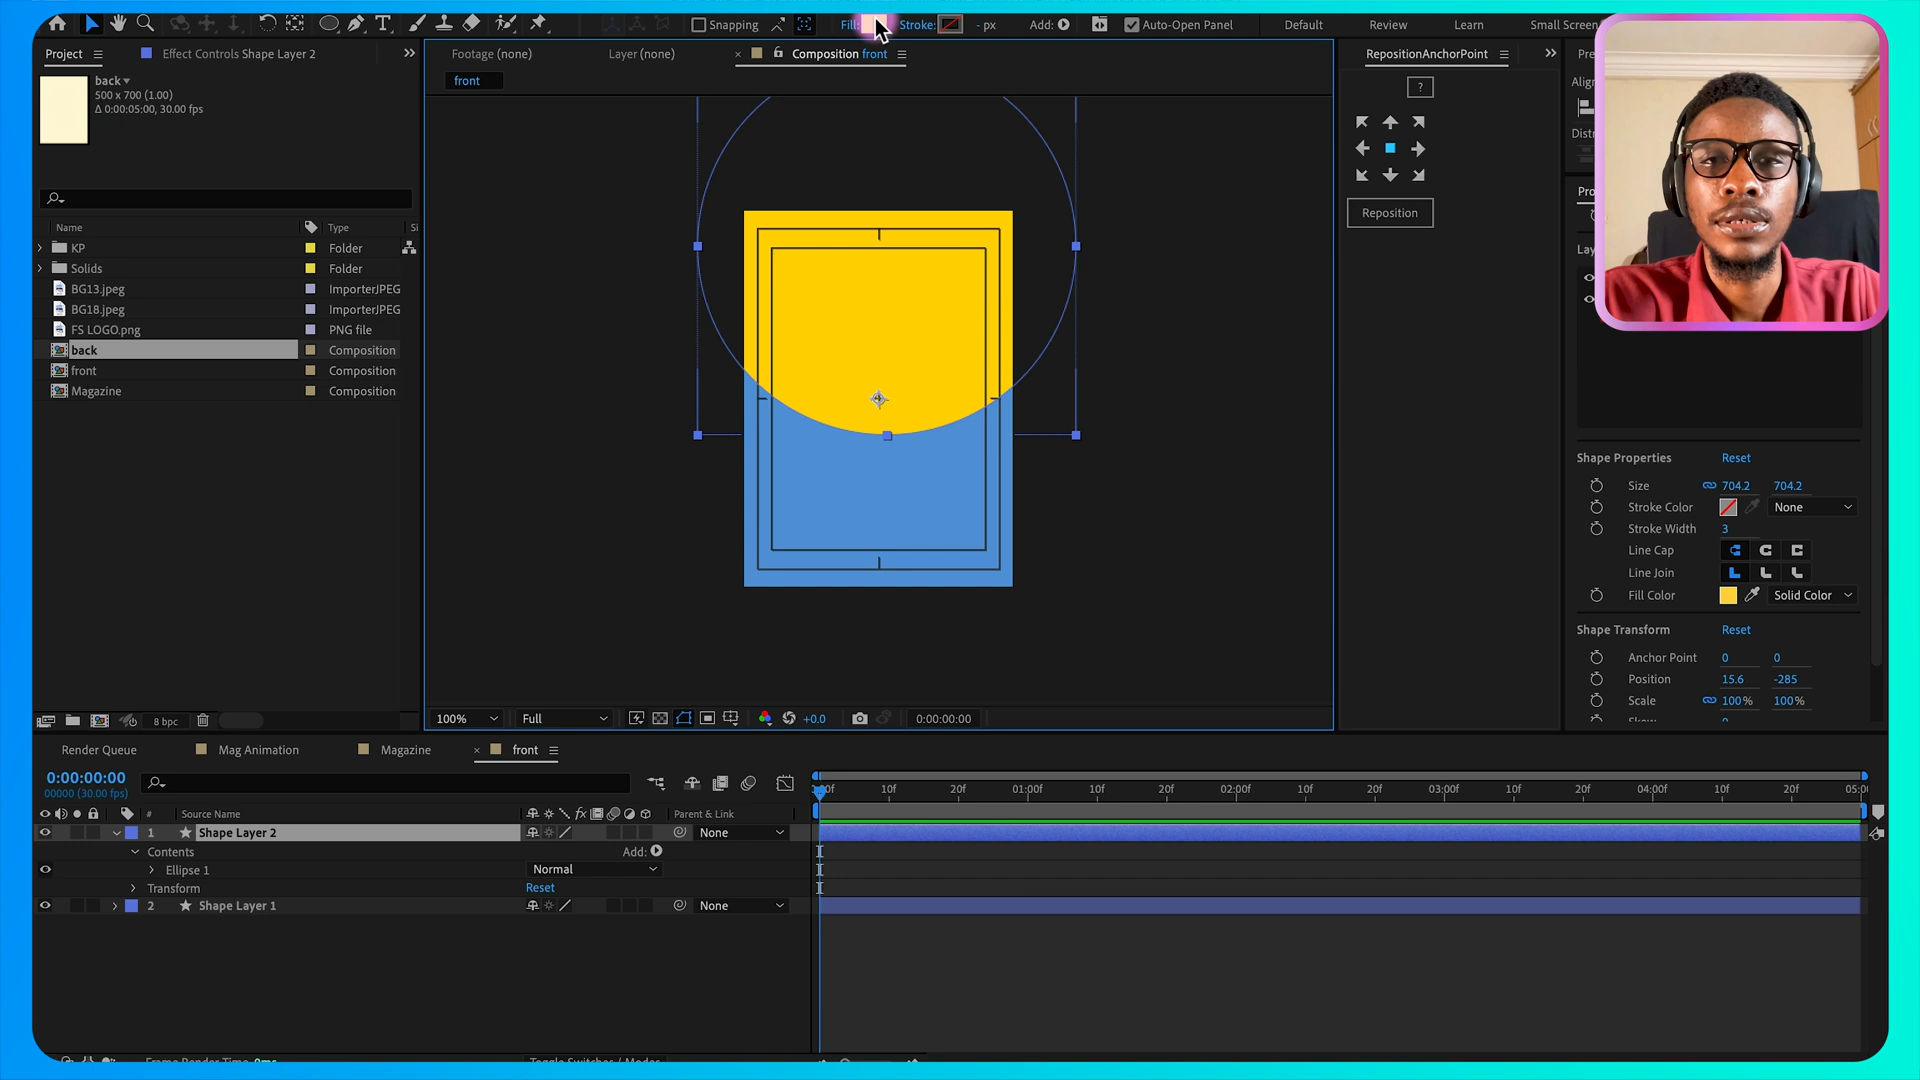 Snapping Fill: Stroke: - px Add: Auto-Open Panel Default Review Learn Small Screen
Project Effect Controls Shape Layer 2
Footage (none) Layer (none) Composition front
RepositionAnchorPoint
front
back
500 x 700 (1.00)
Δ 0:00:05:00, 30.00 fps
?
Reposition
Name Type
KP Folder
Solids Folder
BG13.jpeg ImporterJPEG
BG18.jpeg ImporterJPEG
FS LOGO.png PNG file
back Composition
front Composition
Magazine Composition
Shape Properties Reset
Size 704.2 704.2
Stroke Color None
Stroke Width 3
Line Cap
Line Join
Fill Color Solid Color
Shape Transform Reset
Anchor Point 0 0
Position 15.6 -285
Scale 100% 100%
8 bpc
100% Full +0.0 0:00:00:00
Render Queue Mag Animation Magazine front
0:00:00:00
00000 (30.00 fps)
# Source Name fx Parent & Link
10f 20f 01:00f 10f 20f 02:00f 10f 20f 03:00f 10f 20f 04:00f 10f 20f
1 Shape Layer 2 None
Contents Add:
Ellipse 1 Normal
Transform Reset
2 Shape Layer 1 None